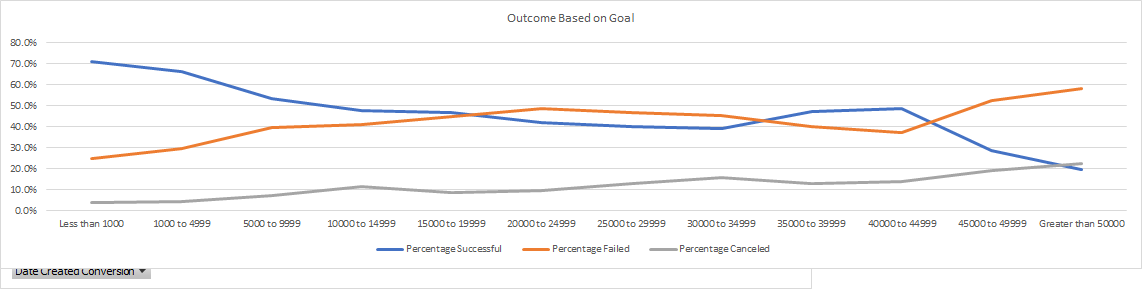 Outcome Based on Goal
80.0%
70.0%
60.0%
50.0%
40.0%
30.0%
20.0%
10.0%
0.0%
Less than 1000 1000 to 4999 5000 to 9999 10000 to 14999 15000 to 19999 20000 to 24999 25000 to 29999 30000 to 34999 35000 to 39999 40000 to 44999 45000 to 49999 Greater than 50000
Percentage Successful Percentage Failed Percentage Canceled
Date Created Conversion